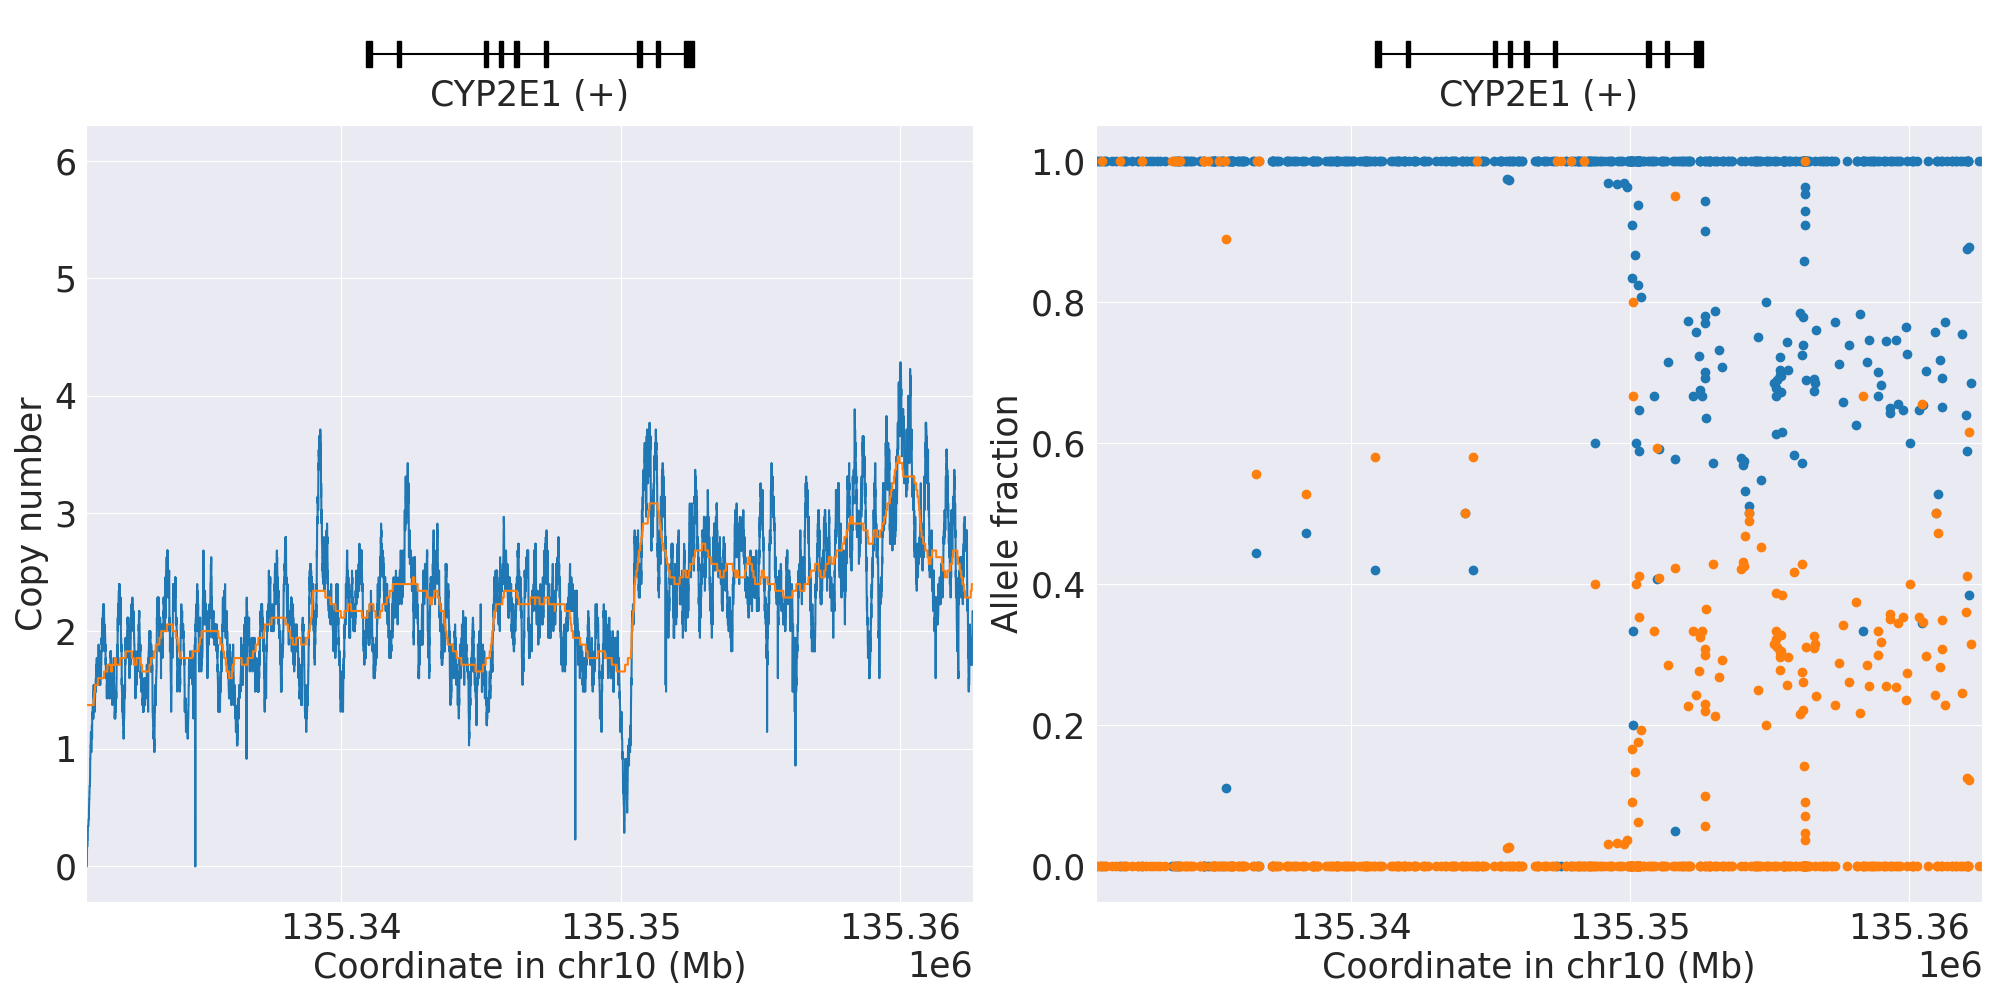 CYP2E1 (+)
6
5
4
3
2
1
0
Copy number
135.34 135.35 135.36
Coordinate in chr10 (Mb)
1e6
CYP2E1 (+)
1.0
0.8
0.6
0.4
0.2
0.0
Allele fraction
135.34 135.35 135.36
Coordinate in chr10 (Mb)
1e6